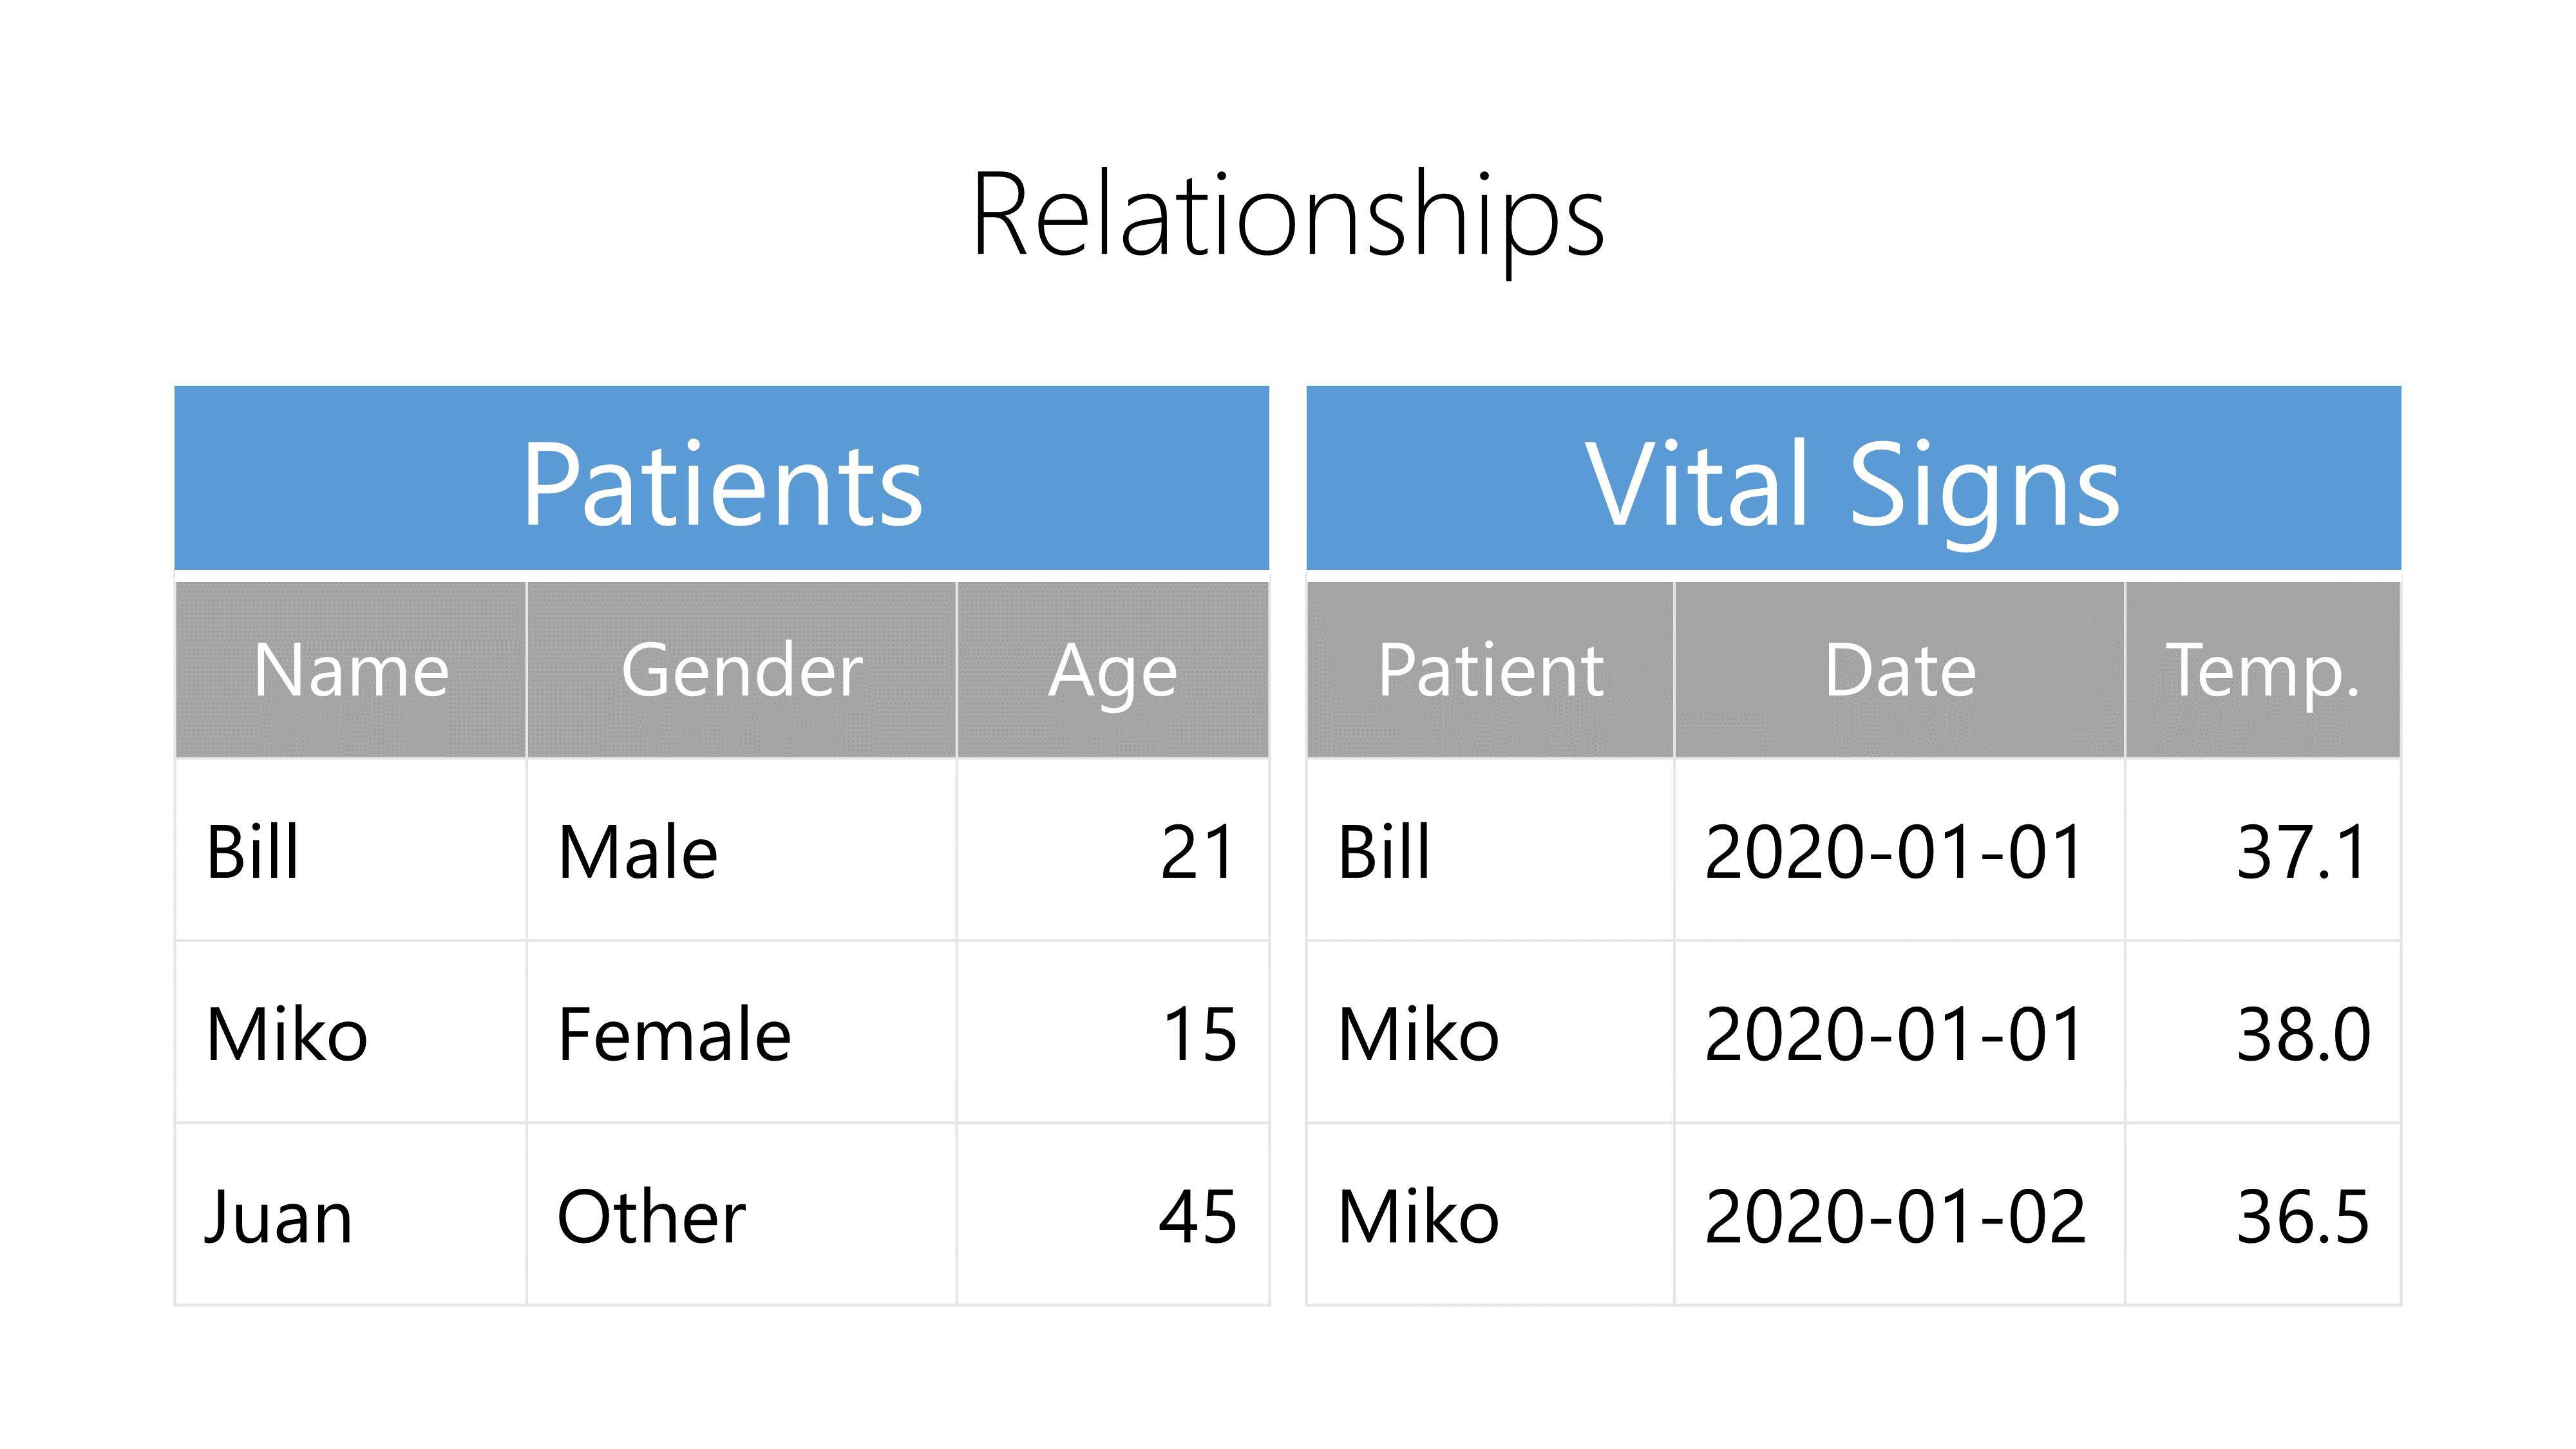 Relationships
Patients
Name Gender Age
Bill Male 21
Miko Female 15
Juan Other 45
Vital Signs
Patient Date Temp.
Bill 2020-01-01 37.1
Miko 2020-01-01 38.0
Miko 2020-01-02 36.5